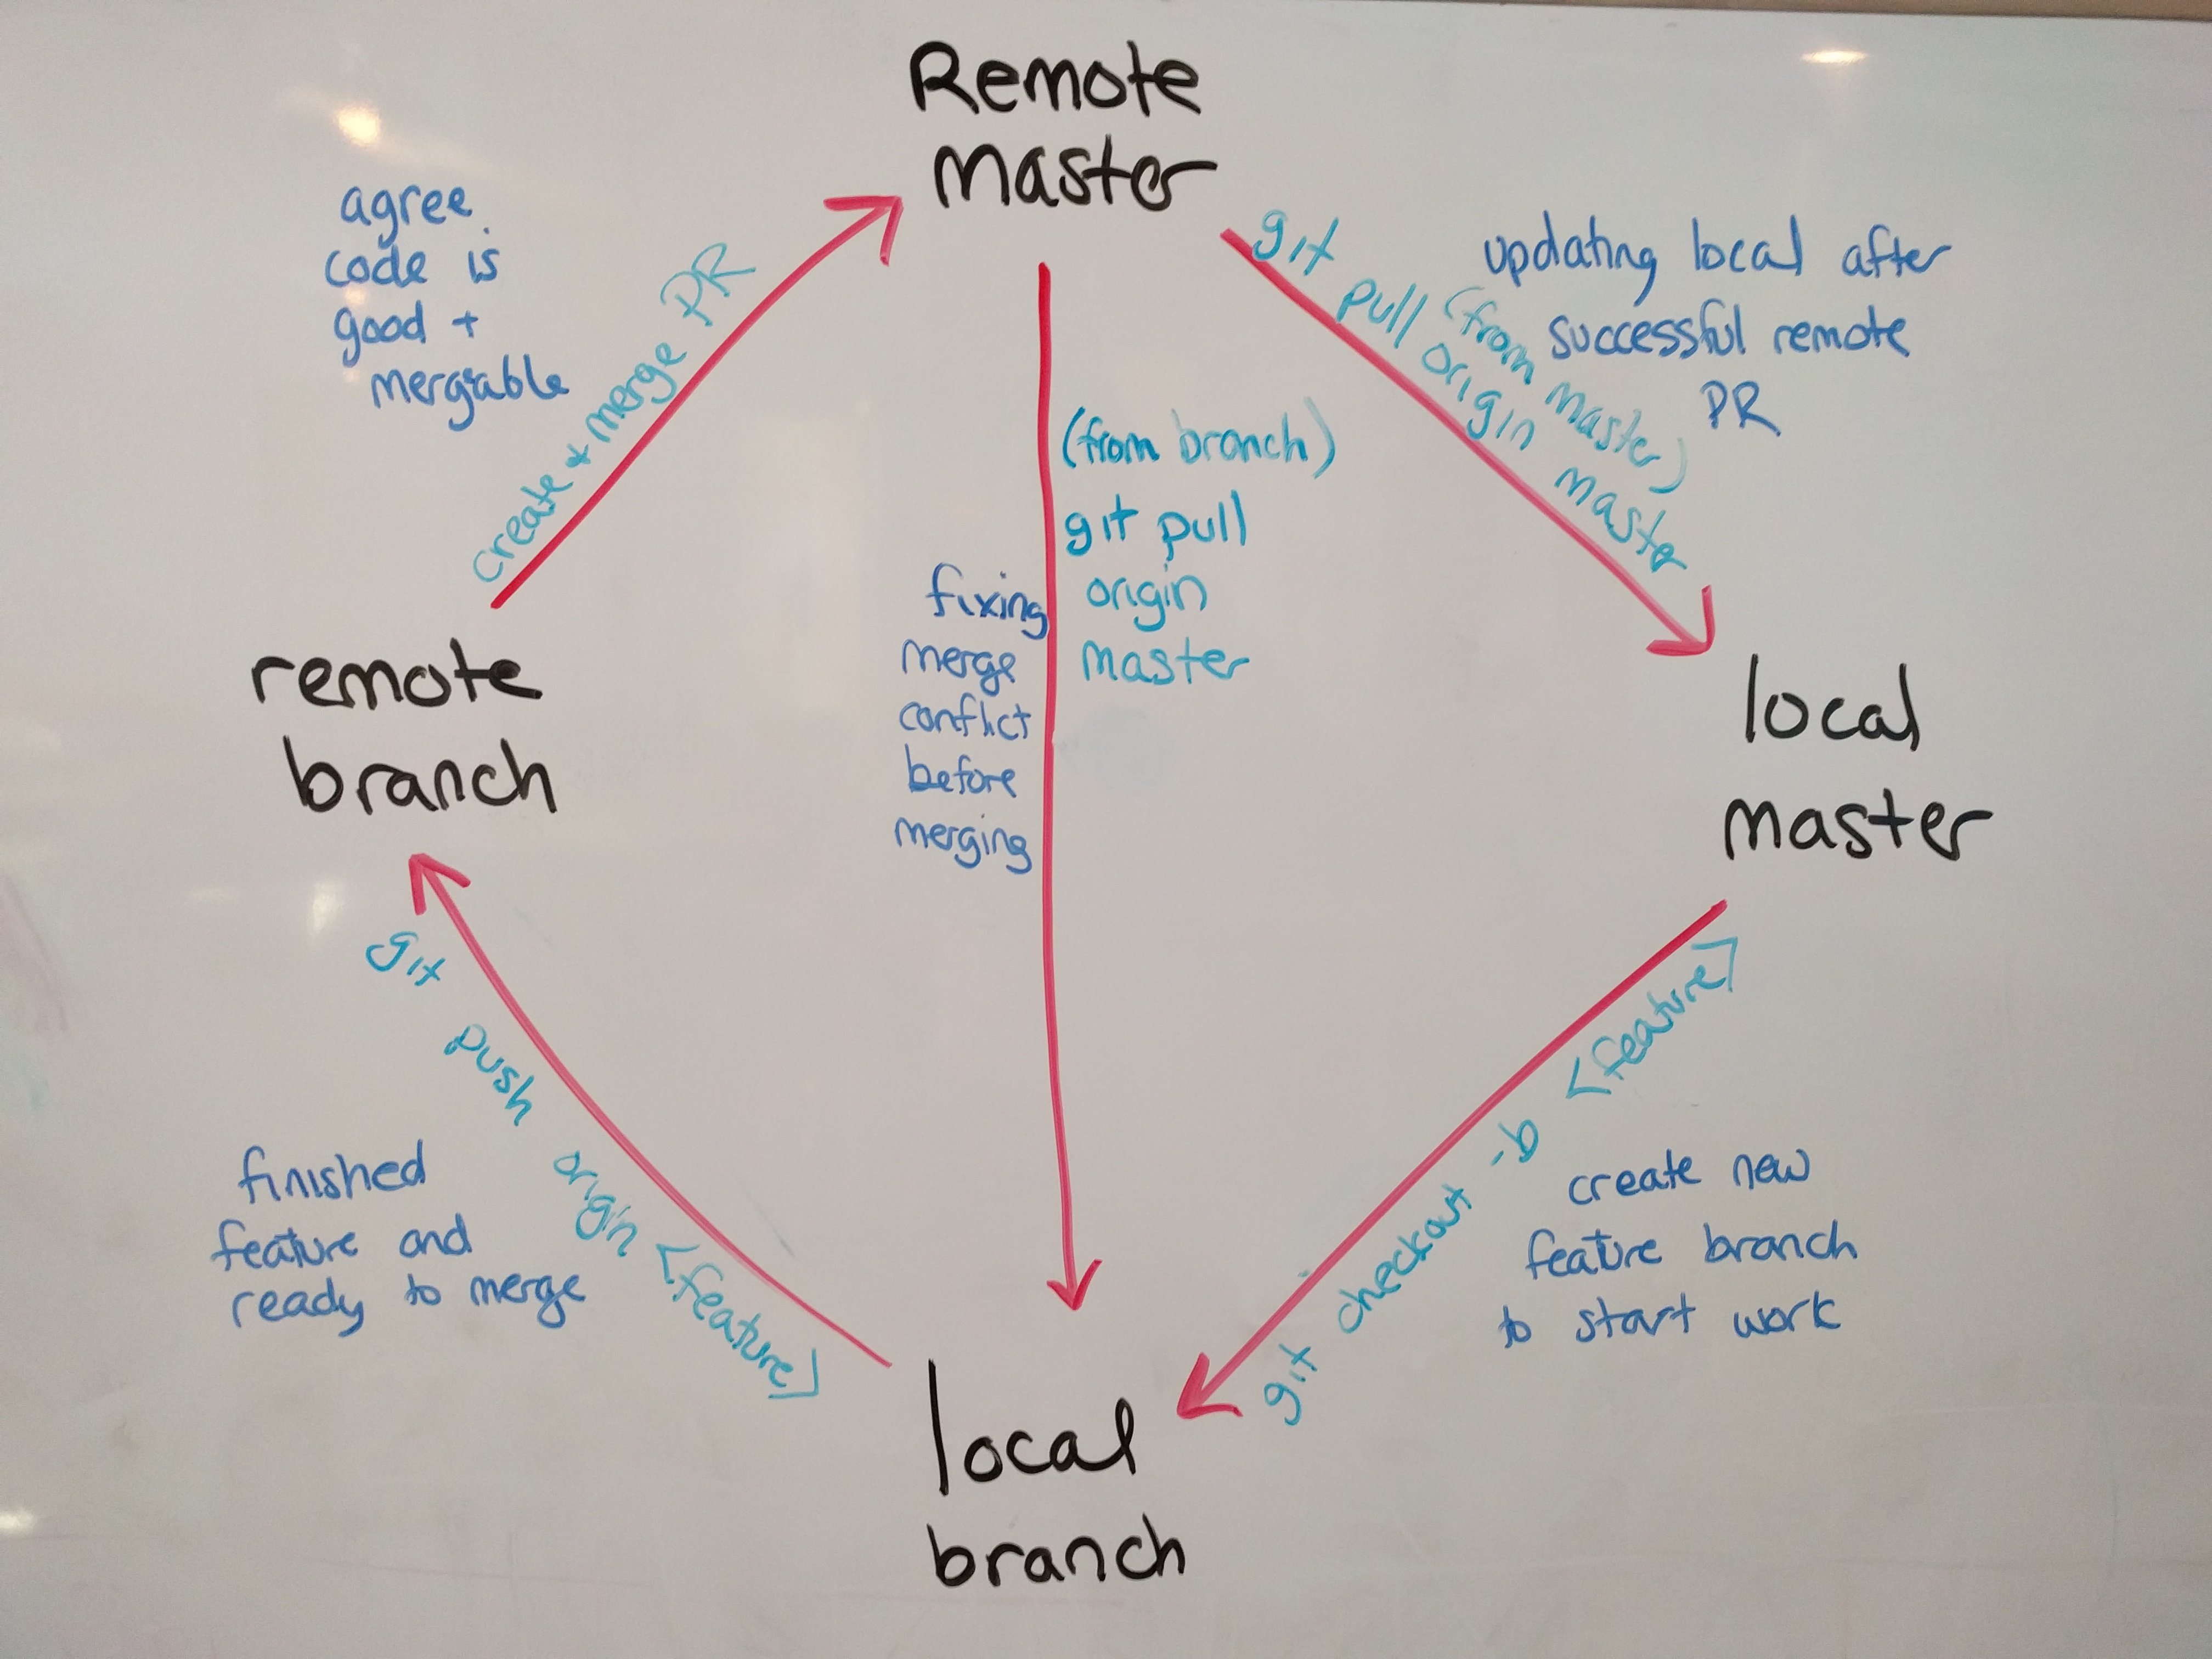 Remote
master
agree
code is
good +
mergable
create + merge PR
git pull origin master
(from master)
updating local after
successful remote
PR
(from branch)
git pull
origin
master
fixing
merge
conflict
before
merging
remote
branch
local
master
git push origin [feature]
finished
feature and
ready to merge
git checkout -b [feature]
create new
feature branch
to start work
local
branch